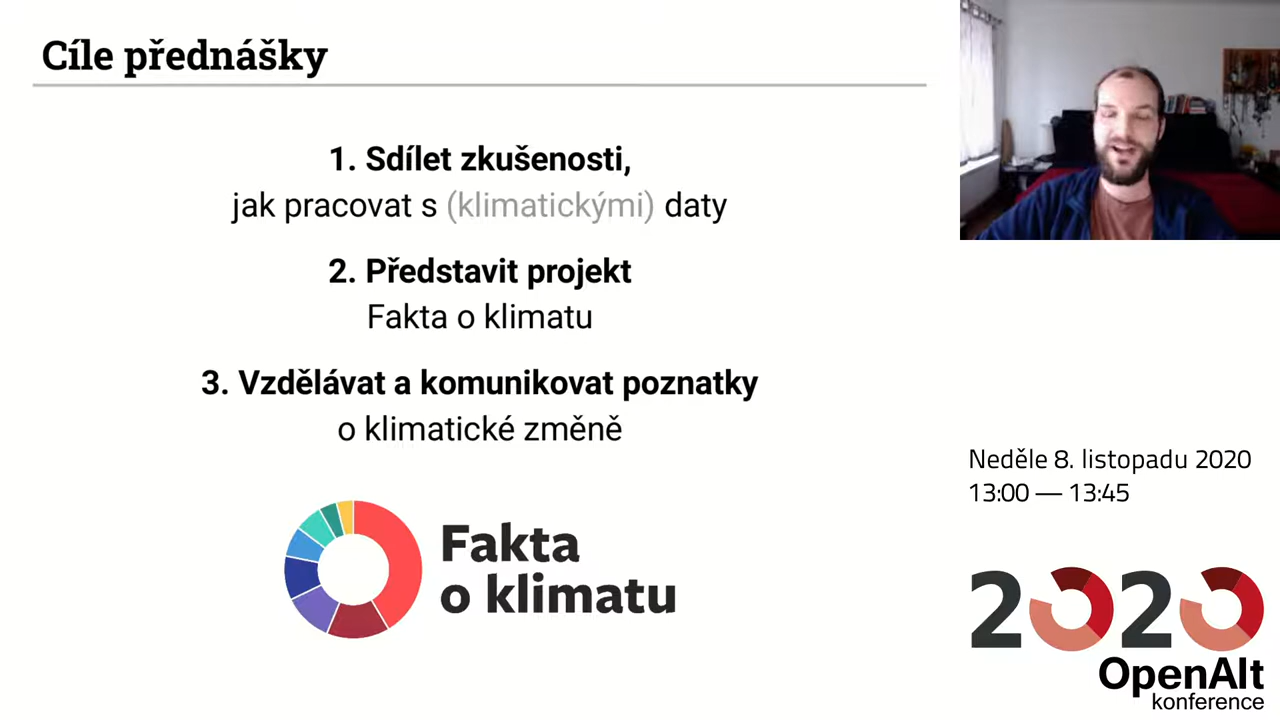 Cíle přednášky
1. Sdílet zkušenosti,
jak pracovat s (klimatickými) daty
2. Představit projekt
Fakta o klimatu
3. Vzdělávat a komunikovat poznatky
o klimatické změně
Fakta
o klimatu
Neděle 8. listopadu 2020
13:00 — 13:45
2020
OpenAlt
konference